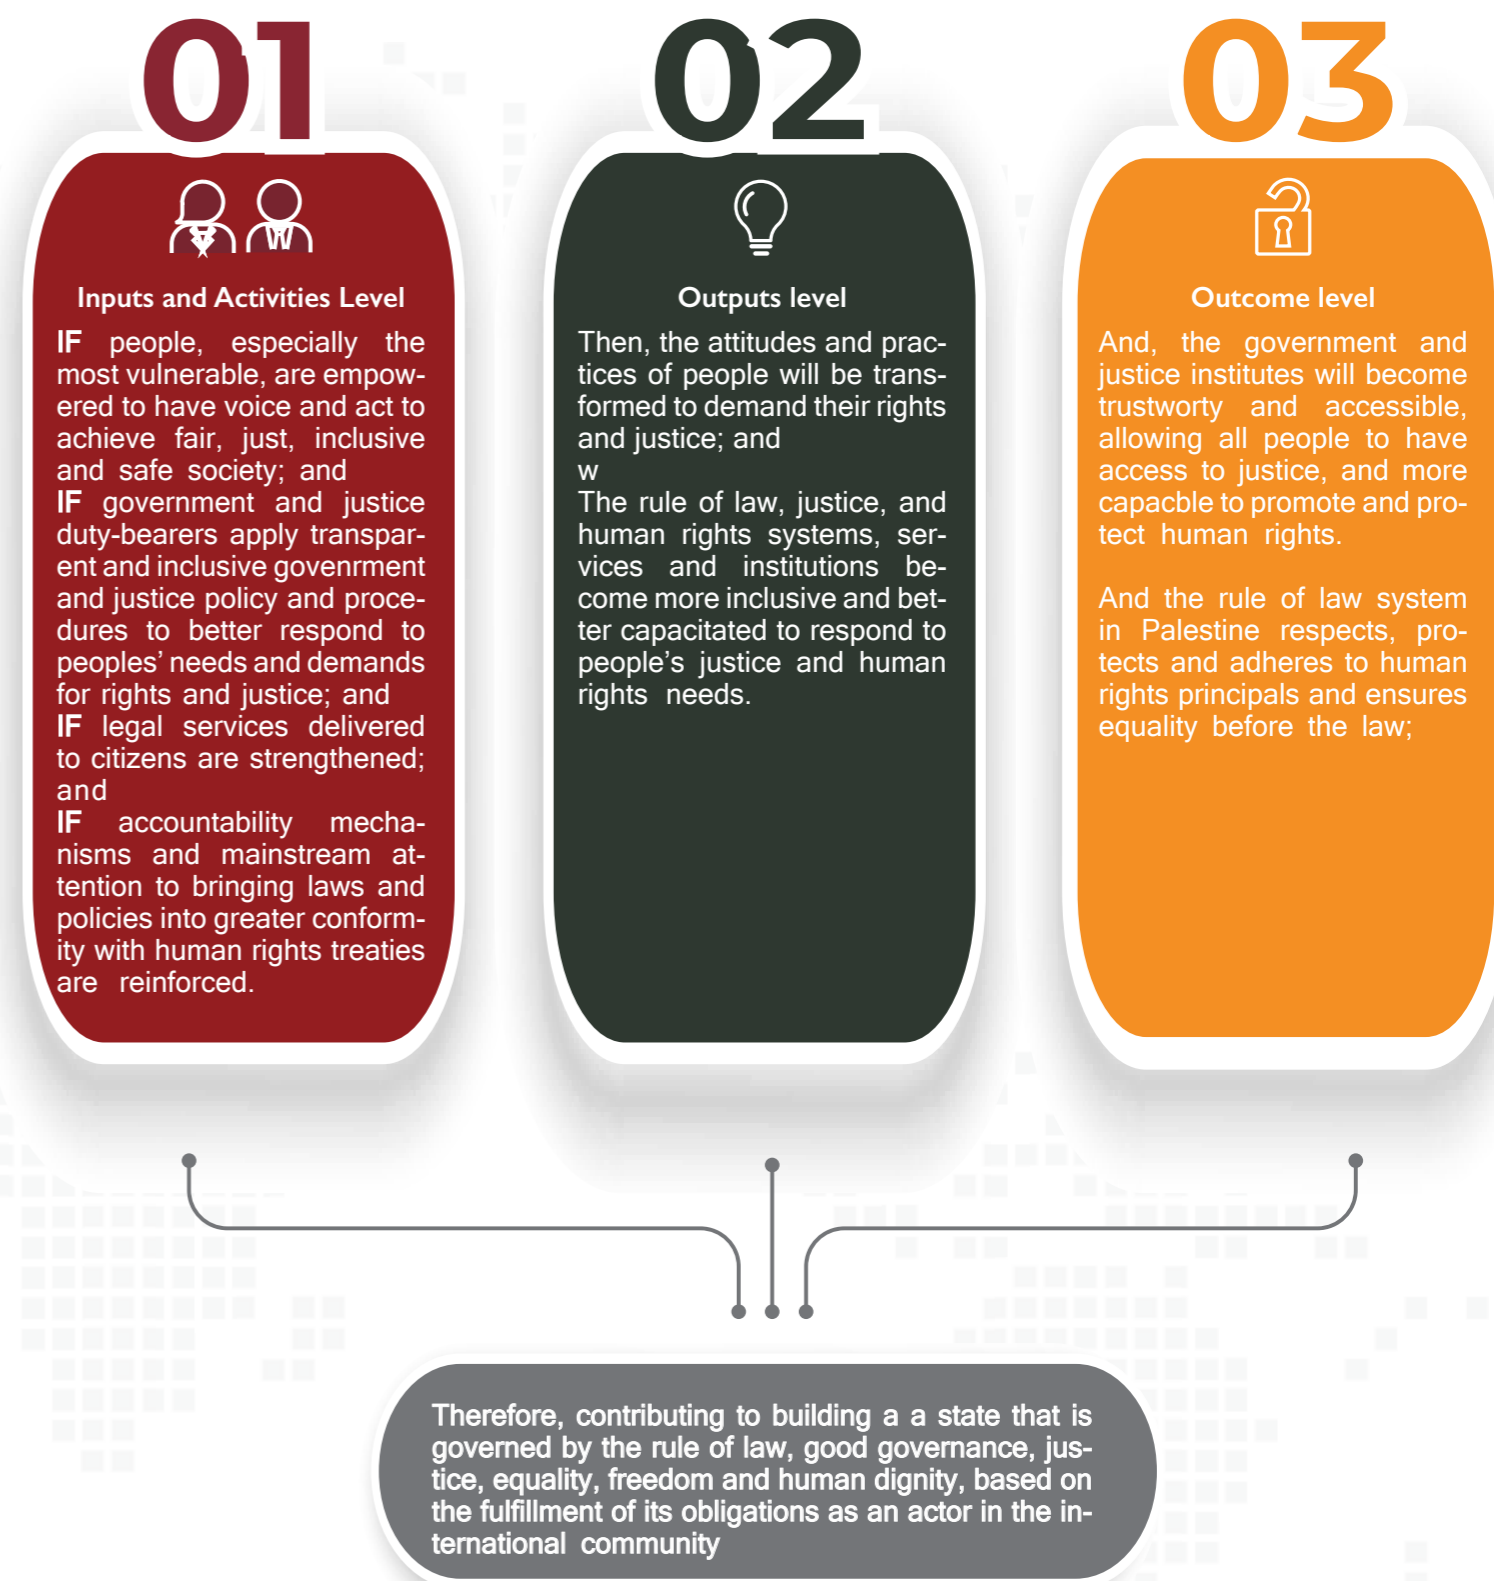 01
Inputs and Activities Level
IF people, especially the
most vulnerable, are empow-
ered to have voice and act to
achieve fair, just, inclusive
and safe society; and
IF government and justice
duty-bearers apply transpar-
ent and inclusive govenrment
and justice policy and proce-
dures to better respond to
peoples’ needs and demands
for rights and justice; and
IF legal services delivered
to citizens are strengthened;
and
IF accountability mecha-
nisms and mainstream at-
tention to bringing laws and
policies into greater conform-
ity with human rights treaties
are reinforced.
02
Outputs level
Then, the attitudes and prac-
tices of people will be trans-
formed to demand their rights
and justice; and
w
The rule of law, justice, and
human rights systems, ser-
vices and institutions be-
come more inclusive and bet-
ter capacitated to respond to
people’s justice and human
rights needs.
03
Outcome level
And, the government and
justice institutes will become
trustworty and accessible,
allowing all people to have
access to justice, and more
capacble to promote and pro-
tect human rights.
And the rule of law system
in Palestine respects, pro-
tects and adheres to human
rights principals and ensures
equality before the law;
Therefore, contributing to building a a state that is
governed by the rule of law, good governance, jus-
tice, equality, freedom and human dignity, based on
the fulfillment of its obligations as an actor in the in-
ternational community